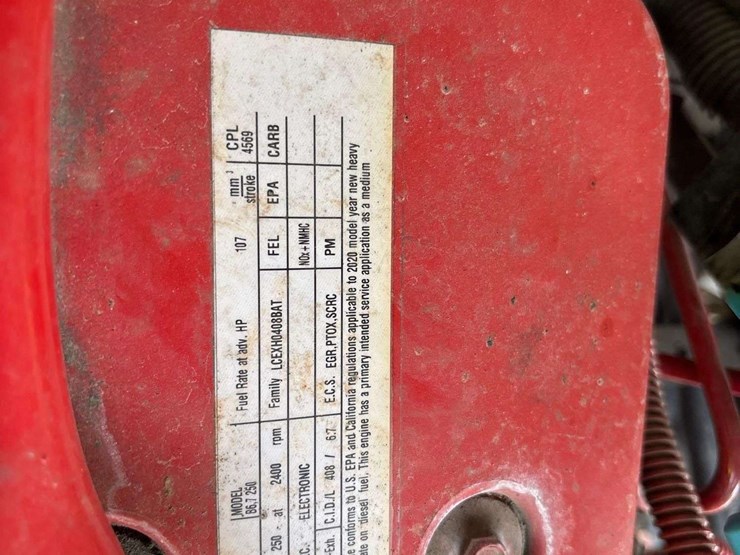 MODEL Fuel Rate at adv. HP 107 mm³ CPL
B6.7 250 stroke 4569
250 - at 2400 rpm Family LCEXH0408BAT FEL EPA CARB
C. ELECTRONIC NOx+NMHC
-Exh. C.I.D./L 408 / 6.7 E.C.S. EGR,PTOX,SCRC PM
e conforms to U.S. EPA and California regulations applicable to 2020 model year new heavy
ate on "diesel" fuel. This engine has a primary intended service application as a medium